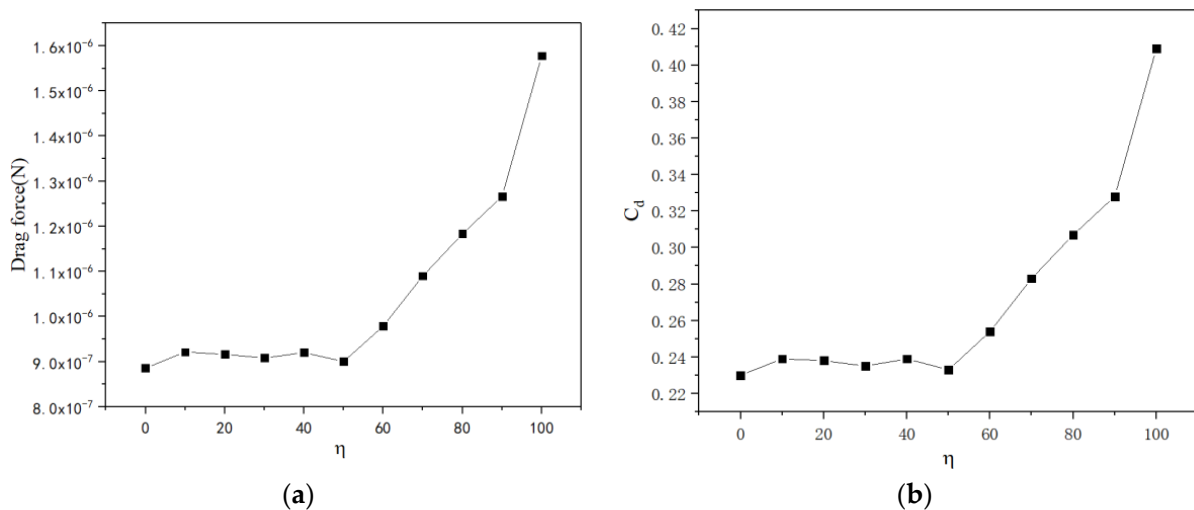 1.6x10⁻⁶
1.5x10⁻⁶
1.4x10⁻⁶
1.3x10⁻⁶
1.2x10⁻⁶
1.1x10⁻⁶
1.0x10⁻⁶
9.0x10⁻⁷
8.0x10⁻⁷
Drag force(N)
0 20 40 60 80 100
η
(a)
0.42
0.40
0.38
0.36
0.34
0.32
0.30
0.28
0.26
0.24
0.22
C_d
0 20 40 60 80 100
η
(b)